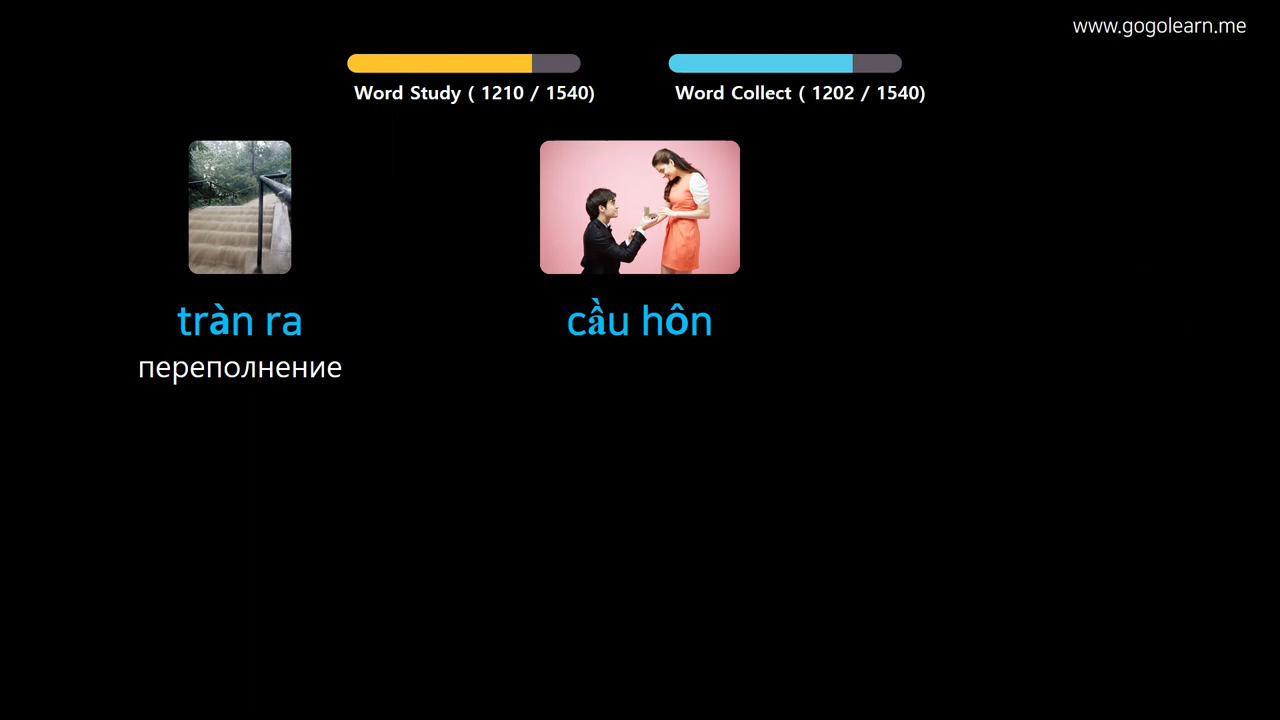 www.gogolearn.me
Word Study ( 1210 / 1540)
Word Collect ( 1202 / 1540)
tràn ra
cầu hôn
переполнение